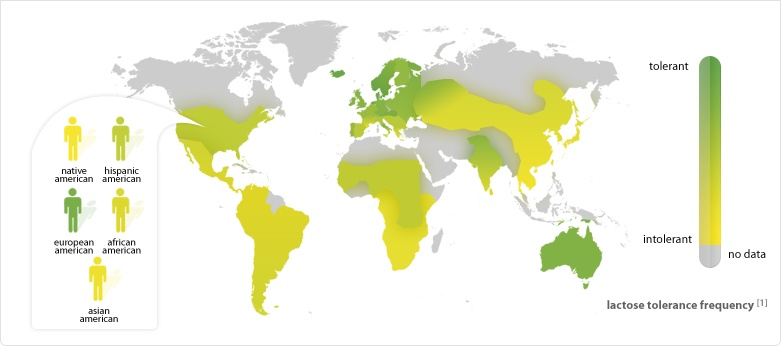 tolerant
native
american
hispanic
american
european
american
african
american
asian
american
intolerant
no data
lactose tolerance frequency [1]